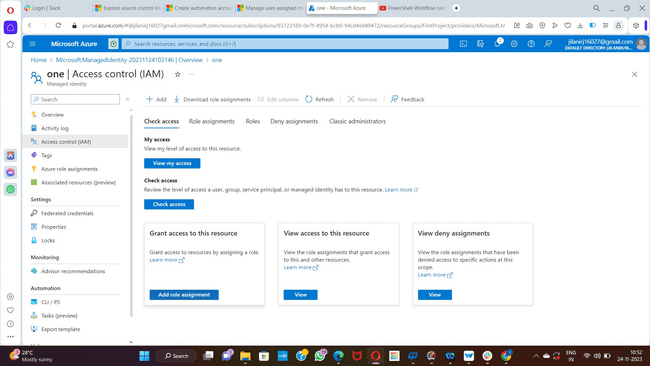 Login | Slack
Explore source control in
Create automation accou
Manage user-assigned m
one - Microsoft Azure
PowerShell Workflow run
portal.azure.com/#@jilanierj16027gmail.onmicrosoft.com/resource/subscriptions/
/resourceGroups/FirstProject/providers/Microsoft.M
Microsoft Azure
Search resources, services, and docs (G+/)
jilanierj16027@gmail.com
DEFAULT DIRECTORY
Home > Microsoft.ManagedIdentity-20231124103146 | Overview > one
one | Access control (IAM)
Managed Identity
Search
Add
Download role assignments
Edit columns
Refresh
Remove
Feedback
Overview
Activity log
Access control (IAM)
Tags
Azure role assignments
Associated resources (preview)
Settings
Federated credentials
Properties
Locks
Monitoring
Advisor recommendations
Automation
CLI / PS
Tasks (preview)
Export template
Check access
Role assignments
Roles
Deny assignments
Classic administrators
My access
View my level of access to this resource.
View my access
Check access
Review the level of access a user, group, service principal, or managed identity has to this resource. Learn more
Check access
Grant access to this resource
Grant access to resources by assigning a role.
Learn more
Add role assignment
View access to this resource
View the role assignments that grant access
to this and other resources.
Learn more
View
View deny assignments
View the role assignments that have been
denied access to specific actions at this
scope.
Learn more
View
28°C
Mostly sunny
Search
ENG
IN
10:52
24-11-2023